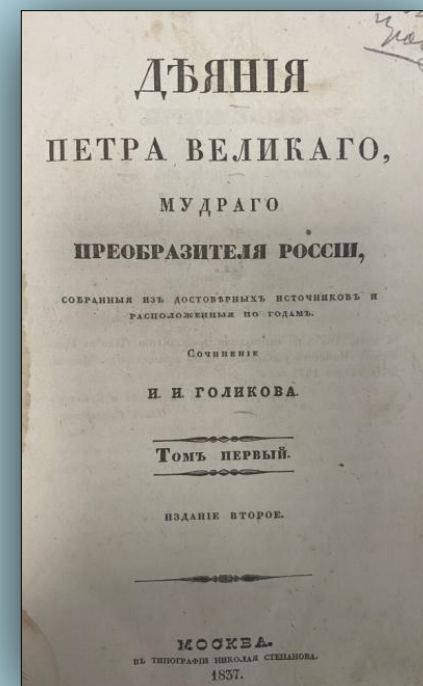 ДѢЯНІЯ
ПЕТРА ВЕЛИКАГО,
МУДРАГО
ПРЕОБРАЗИТЕЛЯ РОССІИ,
СОБРАННЫЯ ИЗЪ ДОСТОВѢРНЫХЪ ИСТОЧНИКОВЪ И
РАСПОЛОЖЕННЫЯ ПО ГОДАМЪ.
Сочиненіе
И. И. ГОЛИКОВА.
Томъ первый.
ИЗДАНІЕ ВТОРОЕ.
МОСКВА.
ВЪ ТИПОГРАФІИ НИКОЛАЯ СТЕПАНОВА.
1837.